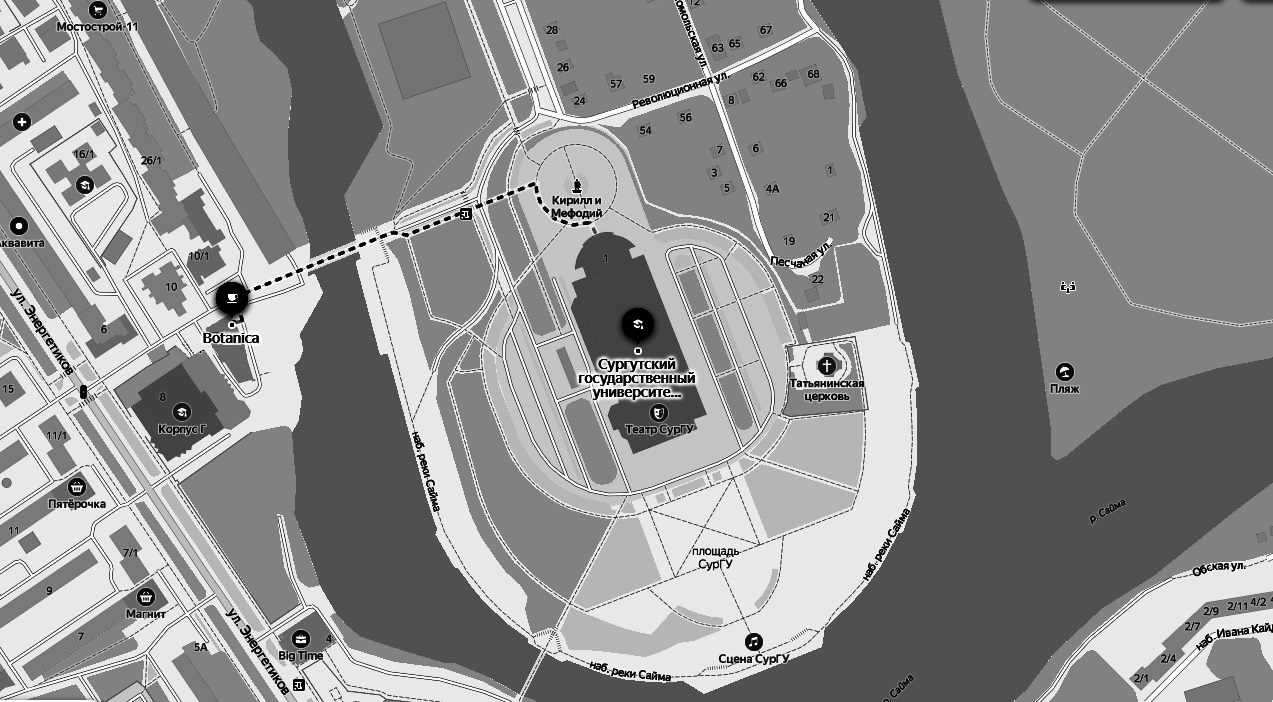 Мостострой-11
16/1
26/1
Аквавита
10/1
10
6
Botanica
ул. Энергетиков
15
8
Корпус Г
11/1
Пятёрочка
11
7/1
9
Магнит
7
5А
ул. Энергетиков
Big Time
4
12
28
26
24
57
59
63
65
67
62
66
68
8
Революционная ул.
54
56
7
6
3
5
4А
1
21
19
Песчаная ул.
22
Кирилл и
Мефодий
1
Сургутский
государственный
университе...
Театр СурГУ
Татьянинская
церковь
Пляж
наб. реки Сайма
наб. реки Сайма
наб. реки Сайма
площадь
СурГУ
Сцена СурГУ
р. Сайма
р. Сайма
Обская ул.
2/9
2/11
4/2
2/7
2/4
2/1